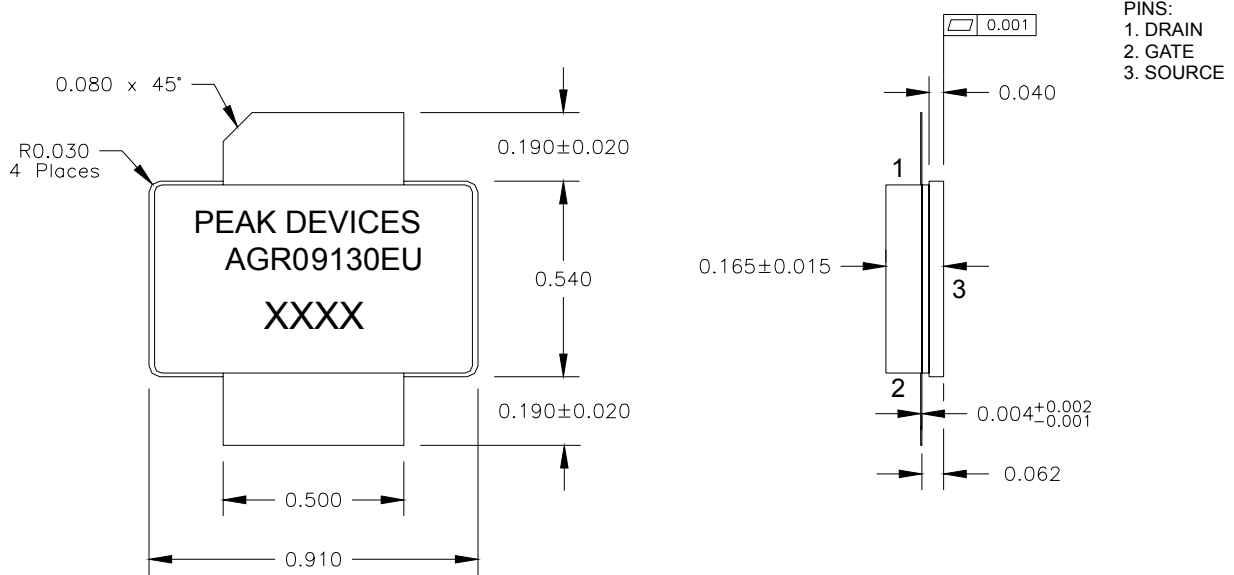 0.080 x 45°
R0.030
4 Places
PEAK DEVICES
AGR09130EU
XXXX
0.190±0.020
0.540
0.190±0.020
0.500
0.910
0.001
0.040
1
0.165±0.015
3
2
0.004+0.002
-0.001
0.062
PINS:
1. DRAIN
2. GATE
3. SOURCE